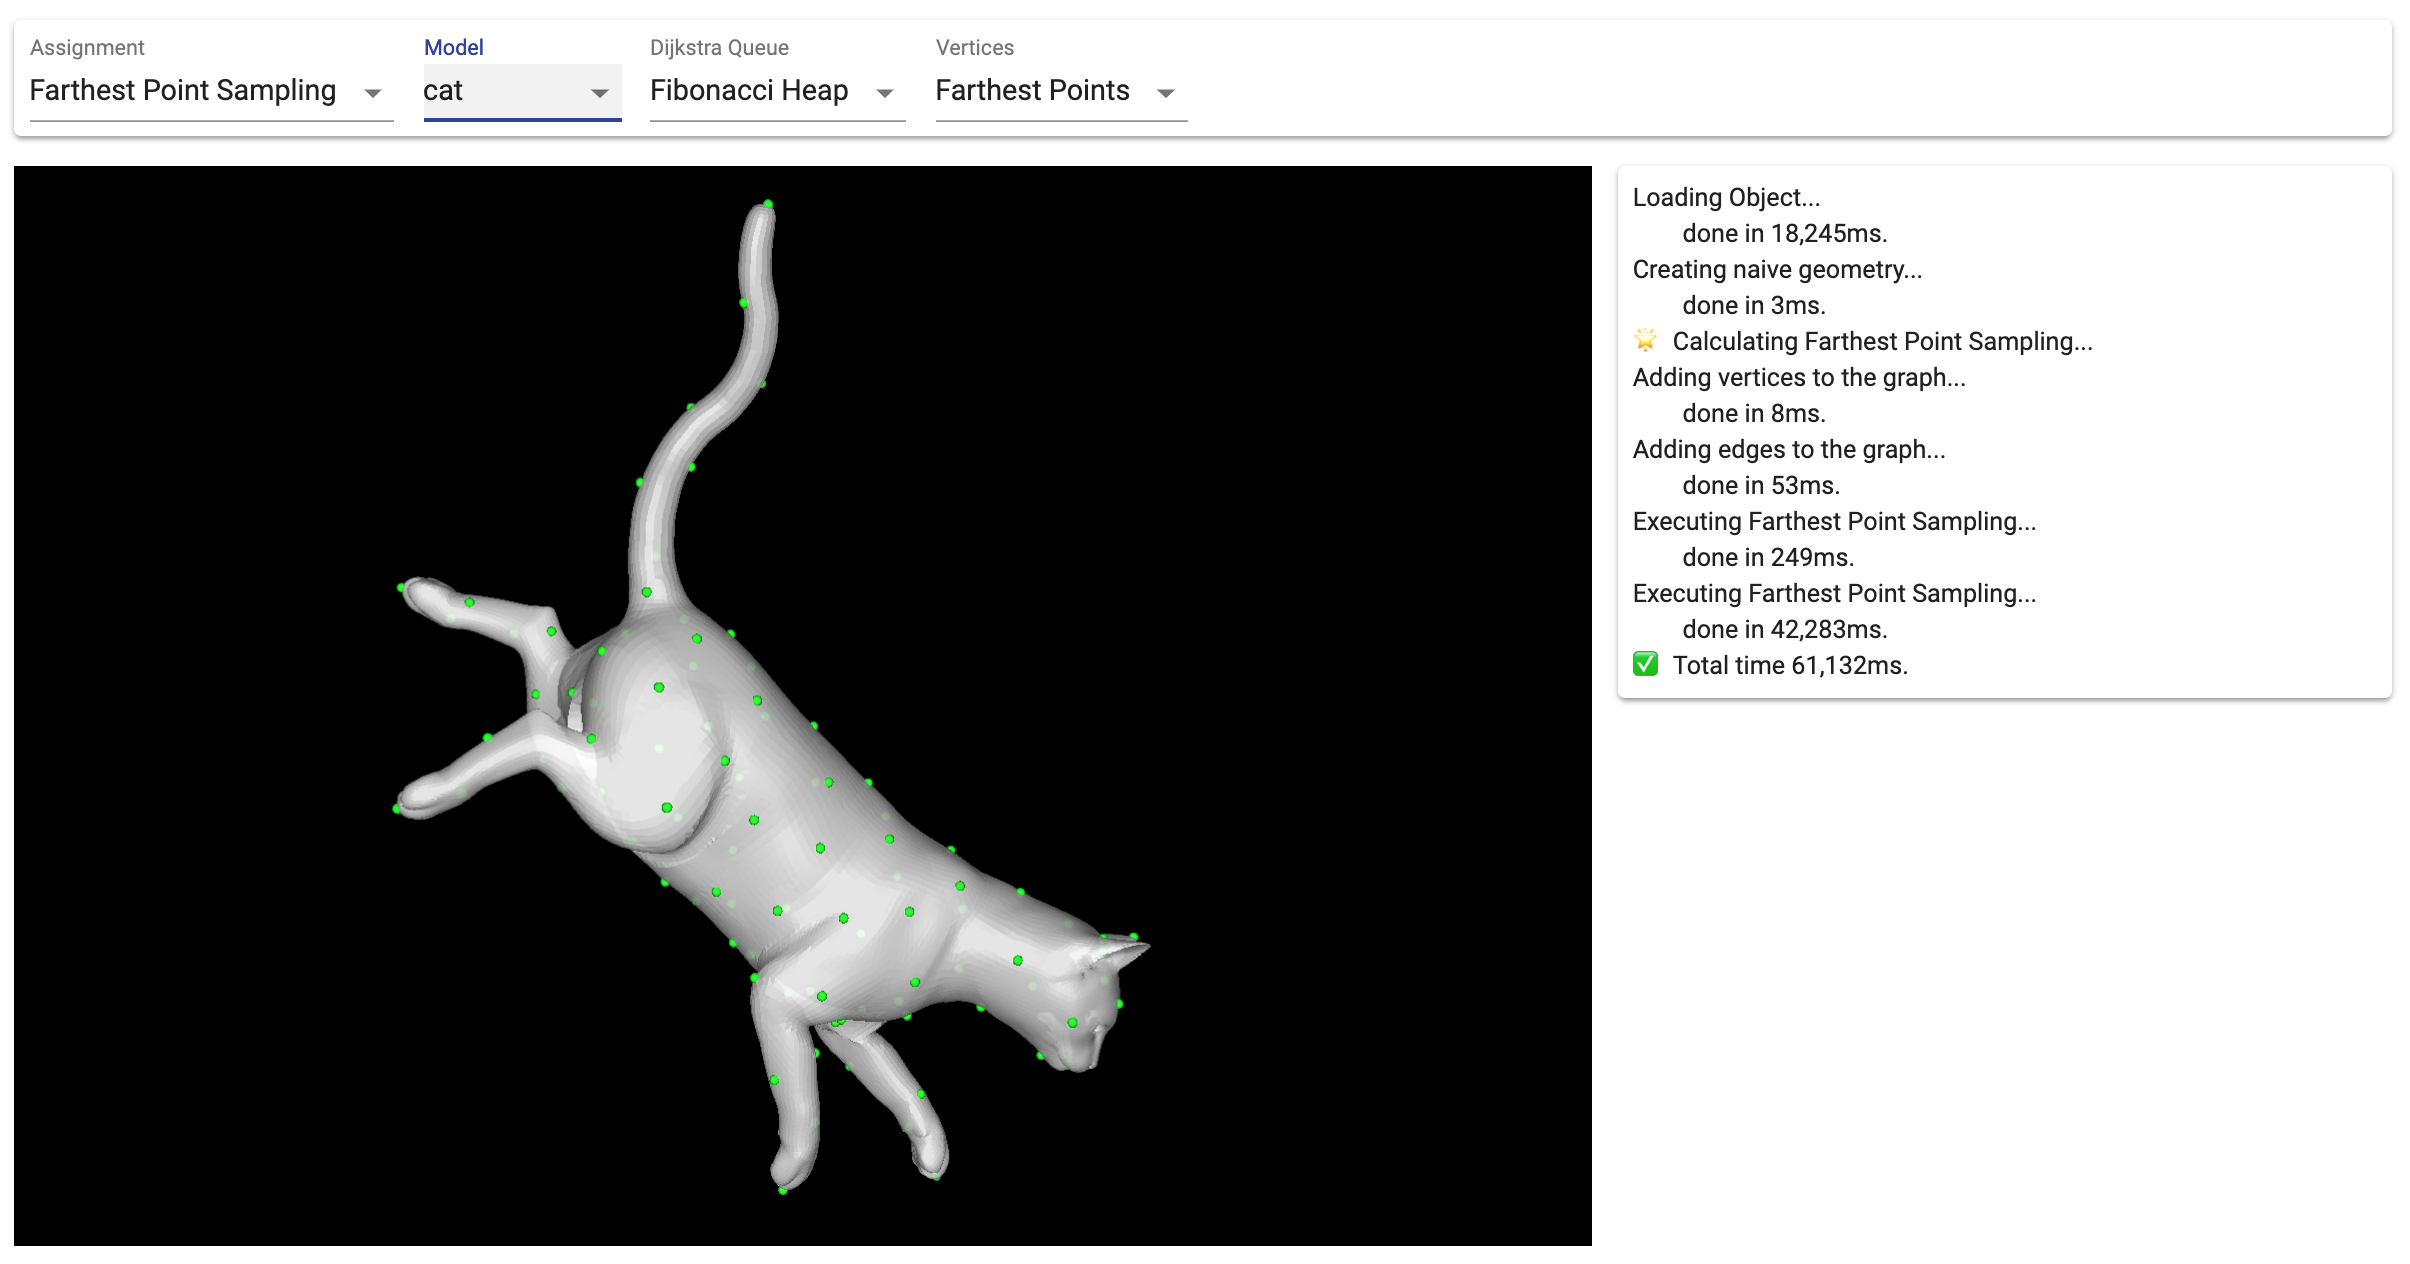 Assignment Model Dijkstra Queue Vertices
Farthest Point Sampling cat Fibonacci Heap Farthest Points
Loading Object...
done in 18,245ms.
Creating naive geometry...
done in 3ms.
🌟 Calculating Farthest Point Sampling...
Adding vertices to the graph...
done in 8ms.
Adding edges to the graph...
done in 53ms.
Executing Farthest Point Sampling...
done in 249ms.
Executing Farthest Point Sampling...
done in 42,283ms.
✅ Total time 61,132ms.